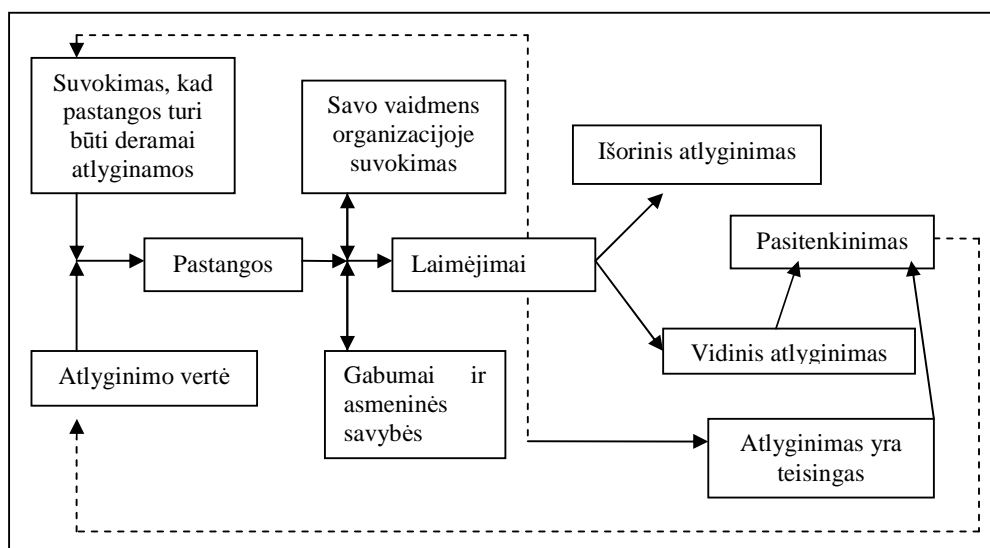 Suvokimas, kad
pastangos turi
būti deramai
atlyginamos
Savo vaidmens
organizacijoje
suvokimas
Išorinis atlyginimas
Pasitenkinimas
Pastangos
Laimėjimai
Atlyginimo vertė
Gabumai ir
asmeninės
savybės
Vidinis atlyginimas
Atlyginimas yra
teisingas